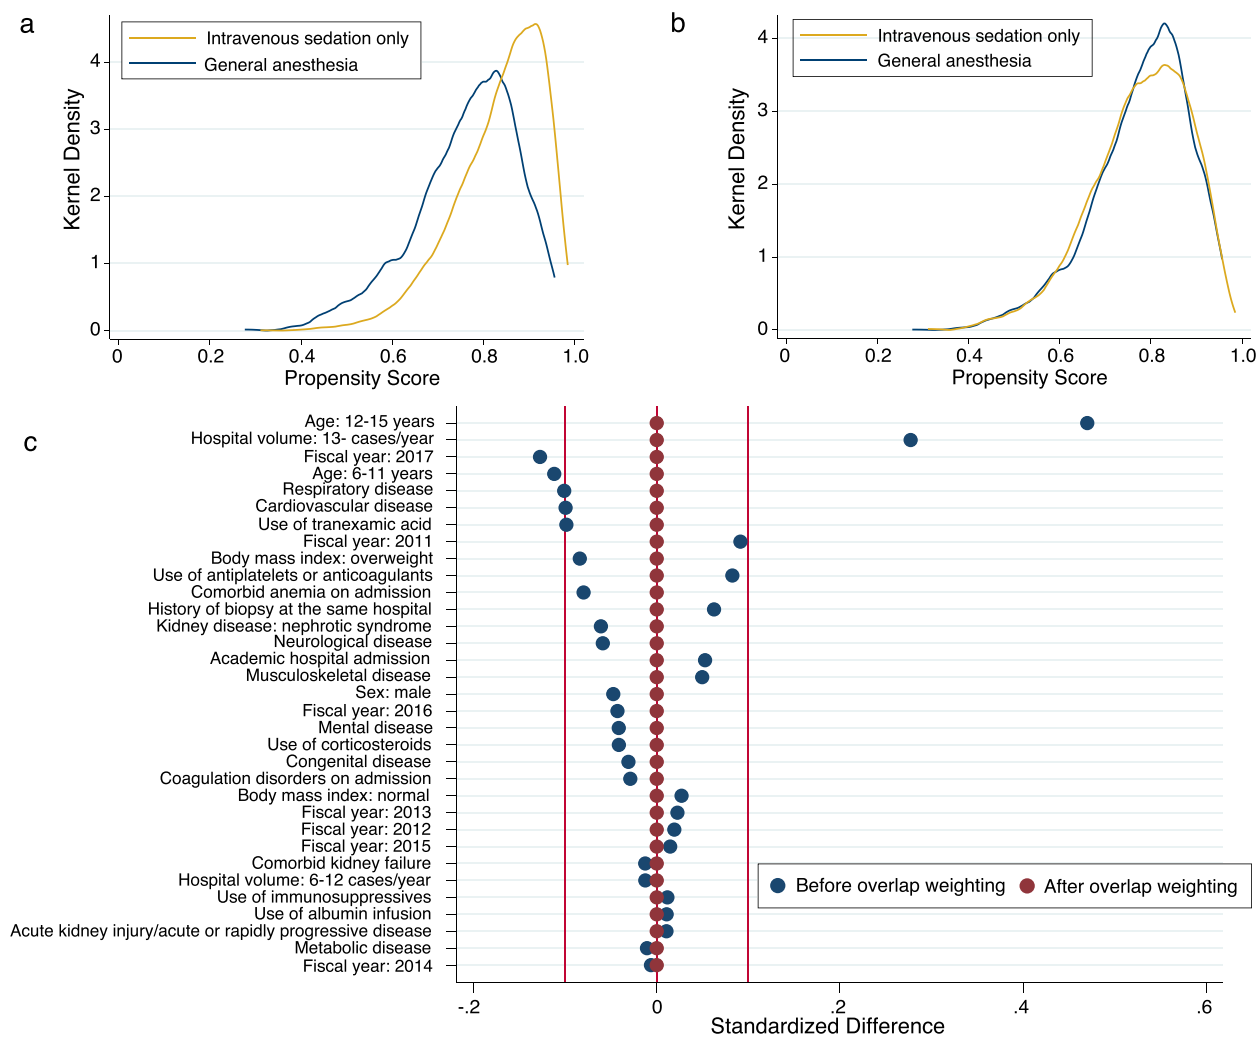 a
Intravenous sedation only
General anesthesia
Kernel Density
4
3
2
1
0
0 0.2 0.4 0.6 0.8 1.0
Propensity Score
b
Intravenous sedation only
General anesthesia
Kernel Density
4
3
2
1
0
0 0.2 0.4 0.6 0.8 1.0
Propensity Score
c
Age: 12-15 years
Hospital volume: 13- cases/year
Fiscal year: 2017
Age: 6-11 years
Respiratory disease
Cardiovascular disease
Use of tranexamic acid
Fiscal year: 2011
Body mass index: overweight
Use of antiplatelets or anticoagulants
Comorbid anemia on admission
History of biopsy at the same hospital
Kidney disease: nephrotic syndrome
Neurological disease
Academic hospital admission
Musculoskeletal disease
Sex: male
Fiscal year: 2016
Mental disease
Use of corticosteroids
Congenital disease
Coagulation disorders on admission
Body mass index: normal
Fiscal year: 2013
Fiscal year: 2012
Fiscal year: 2015
Comorbid kidney failure
Hospital volume: 6-12 cases/year
Use of immunosuppressives
Use of albumin infusion
Acute kidney injury/acute or rapidly progressive disease
Metabolic disease
Fiscal year: 2014
Before overlap weighting After overlap weighting
-.2 0 .2 .4 .6
Standardized Difference